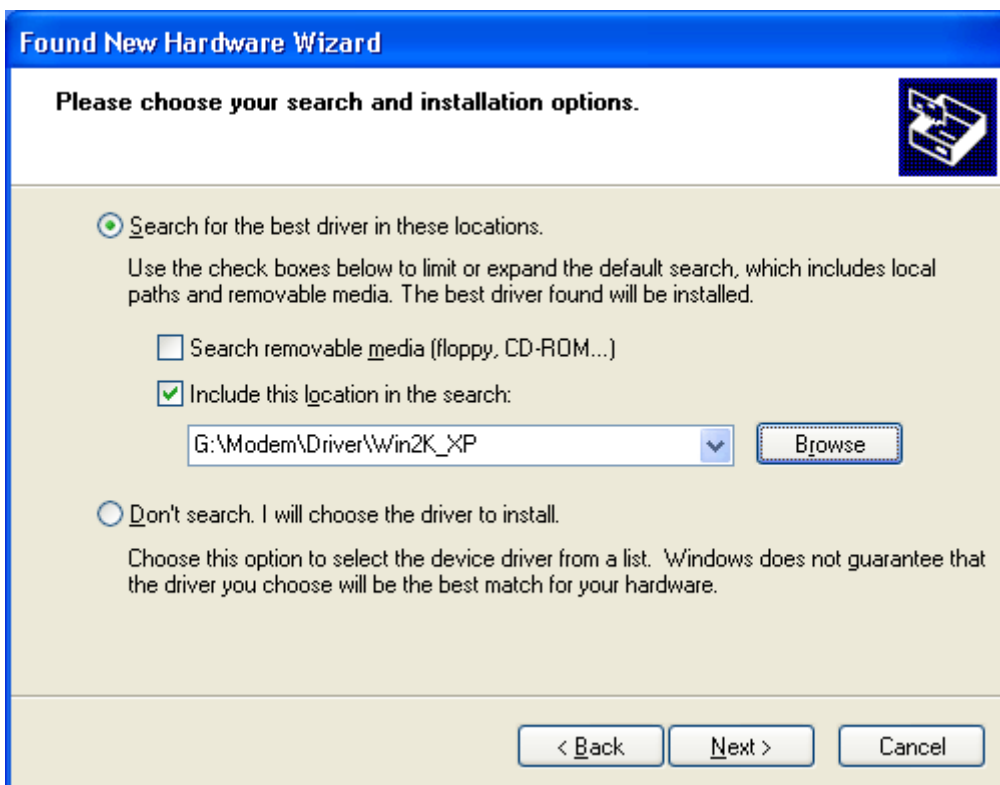 Found New Hardware Wizard
Please choose your search and installation options.
Search for the best driver in these locations.
Use the check boxes below to limit or expand the default search, which includes local
paths and removable media. The best driver found will be installed.
Search removable media (floppy, CD-ROM...)
Include this location in the search:
G:\Modem\Driver\Win2K_XP
Browse
Don't search. I will choose the driver to install.
Choose this option to select the device driver from a list. Windows does not guarantee that
the driver you choose will be the best match for your hardware.
< Back
Next >
Cancel